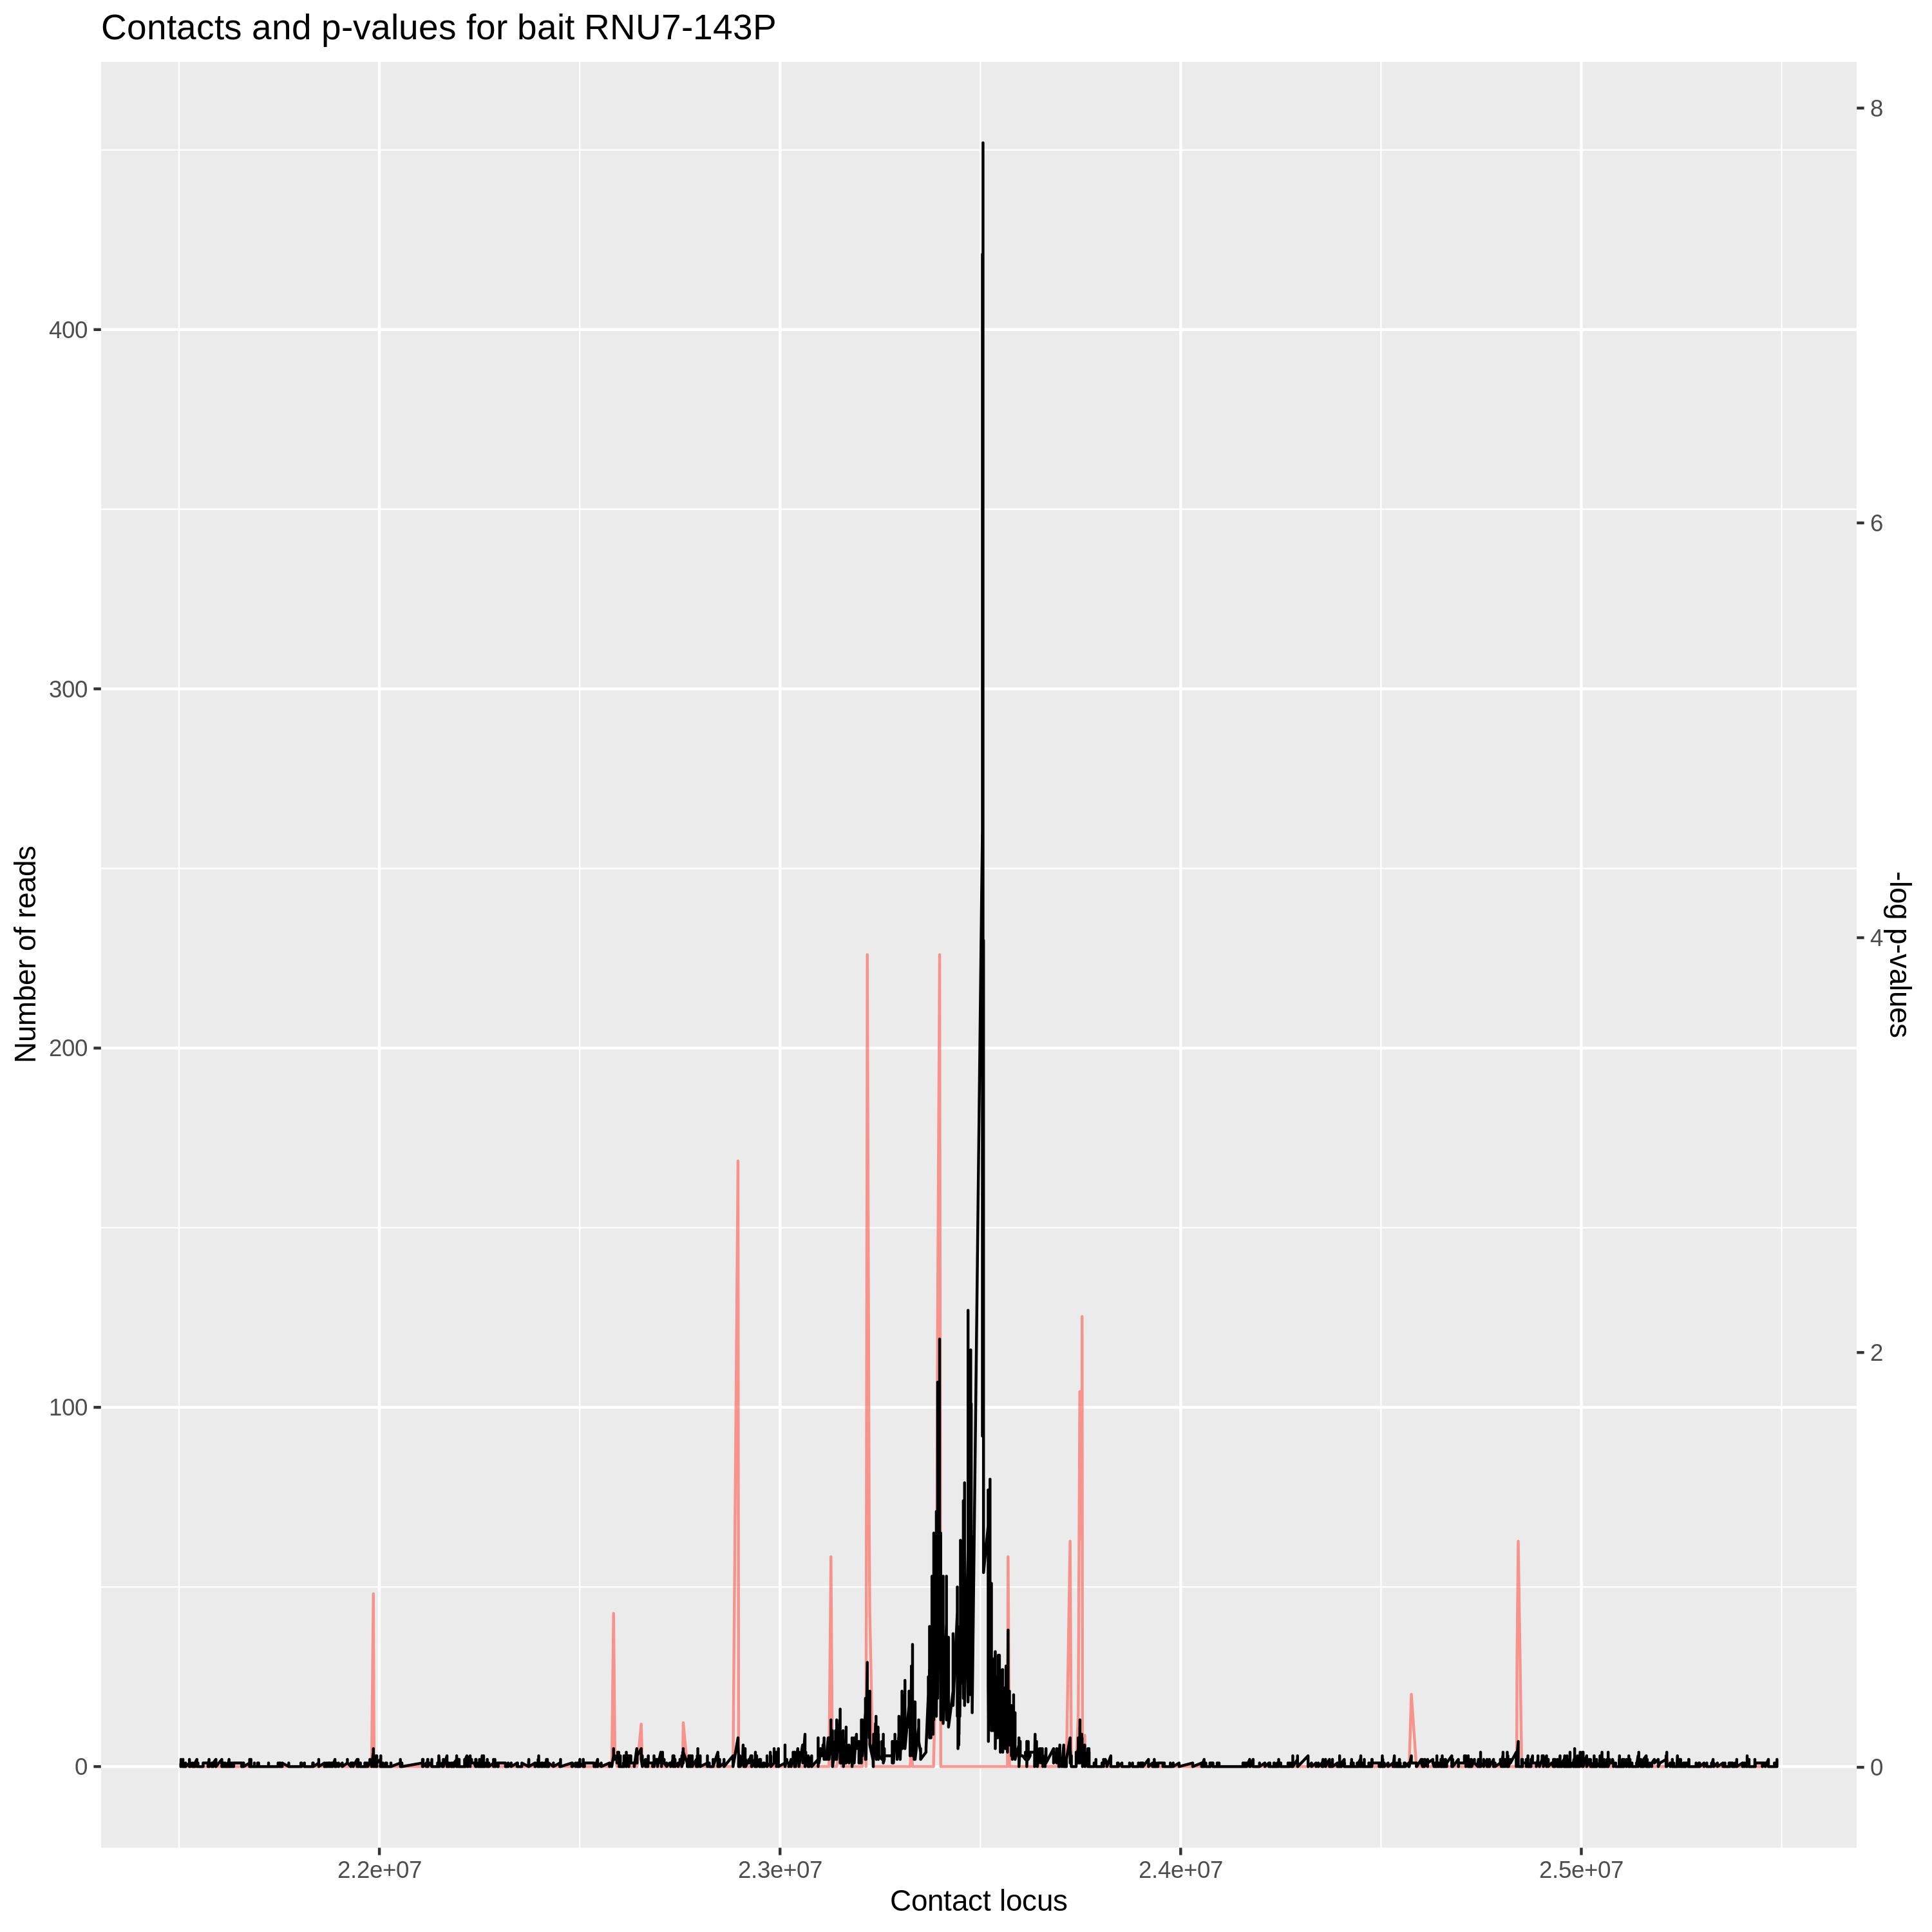 Contacts and p-values for bait RNU7-143P
Number of reads
400
300
200
100
0
8
6
4
2
0
-log p-values
2.2e+07
2.3e+07
2.4e+07
2.5e+07
Contact locus